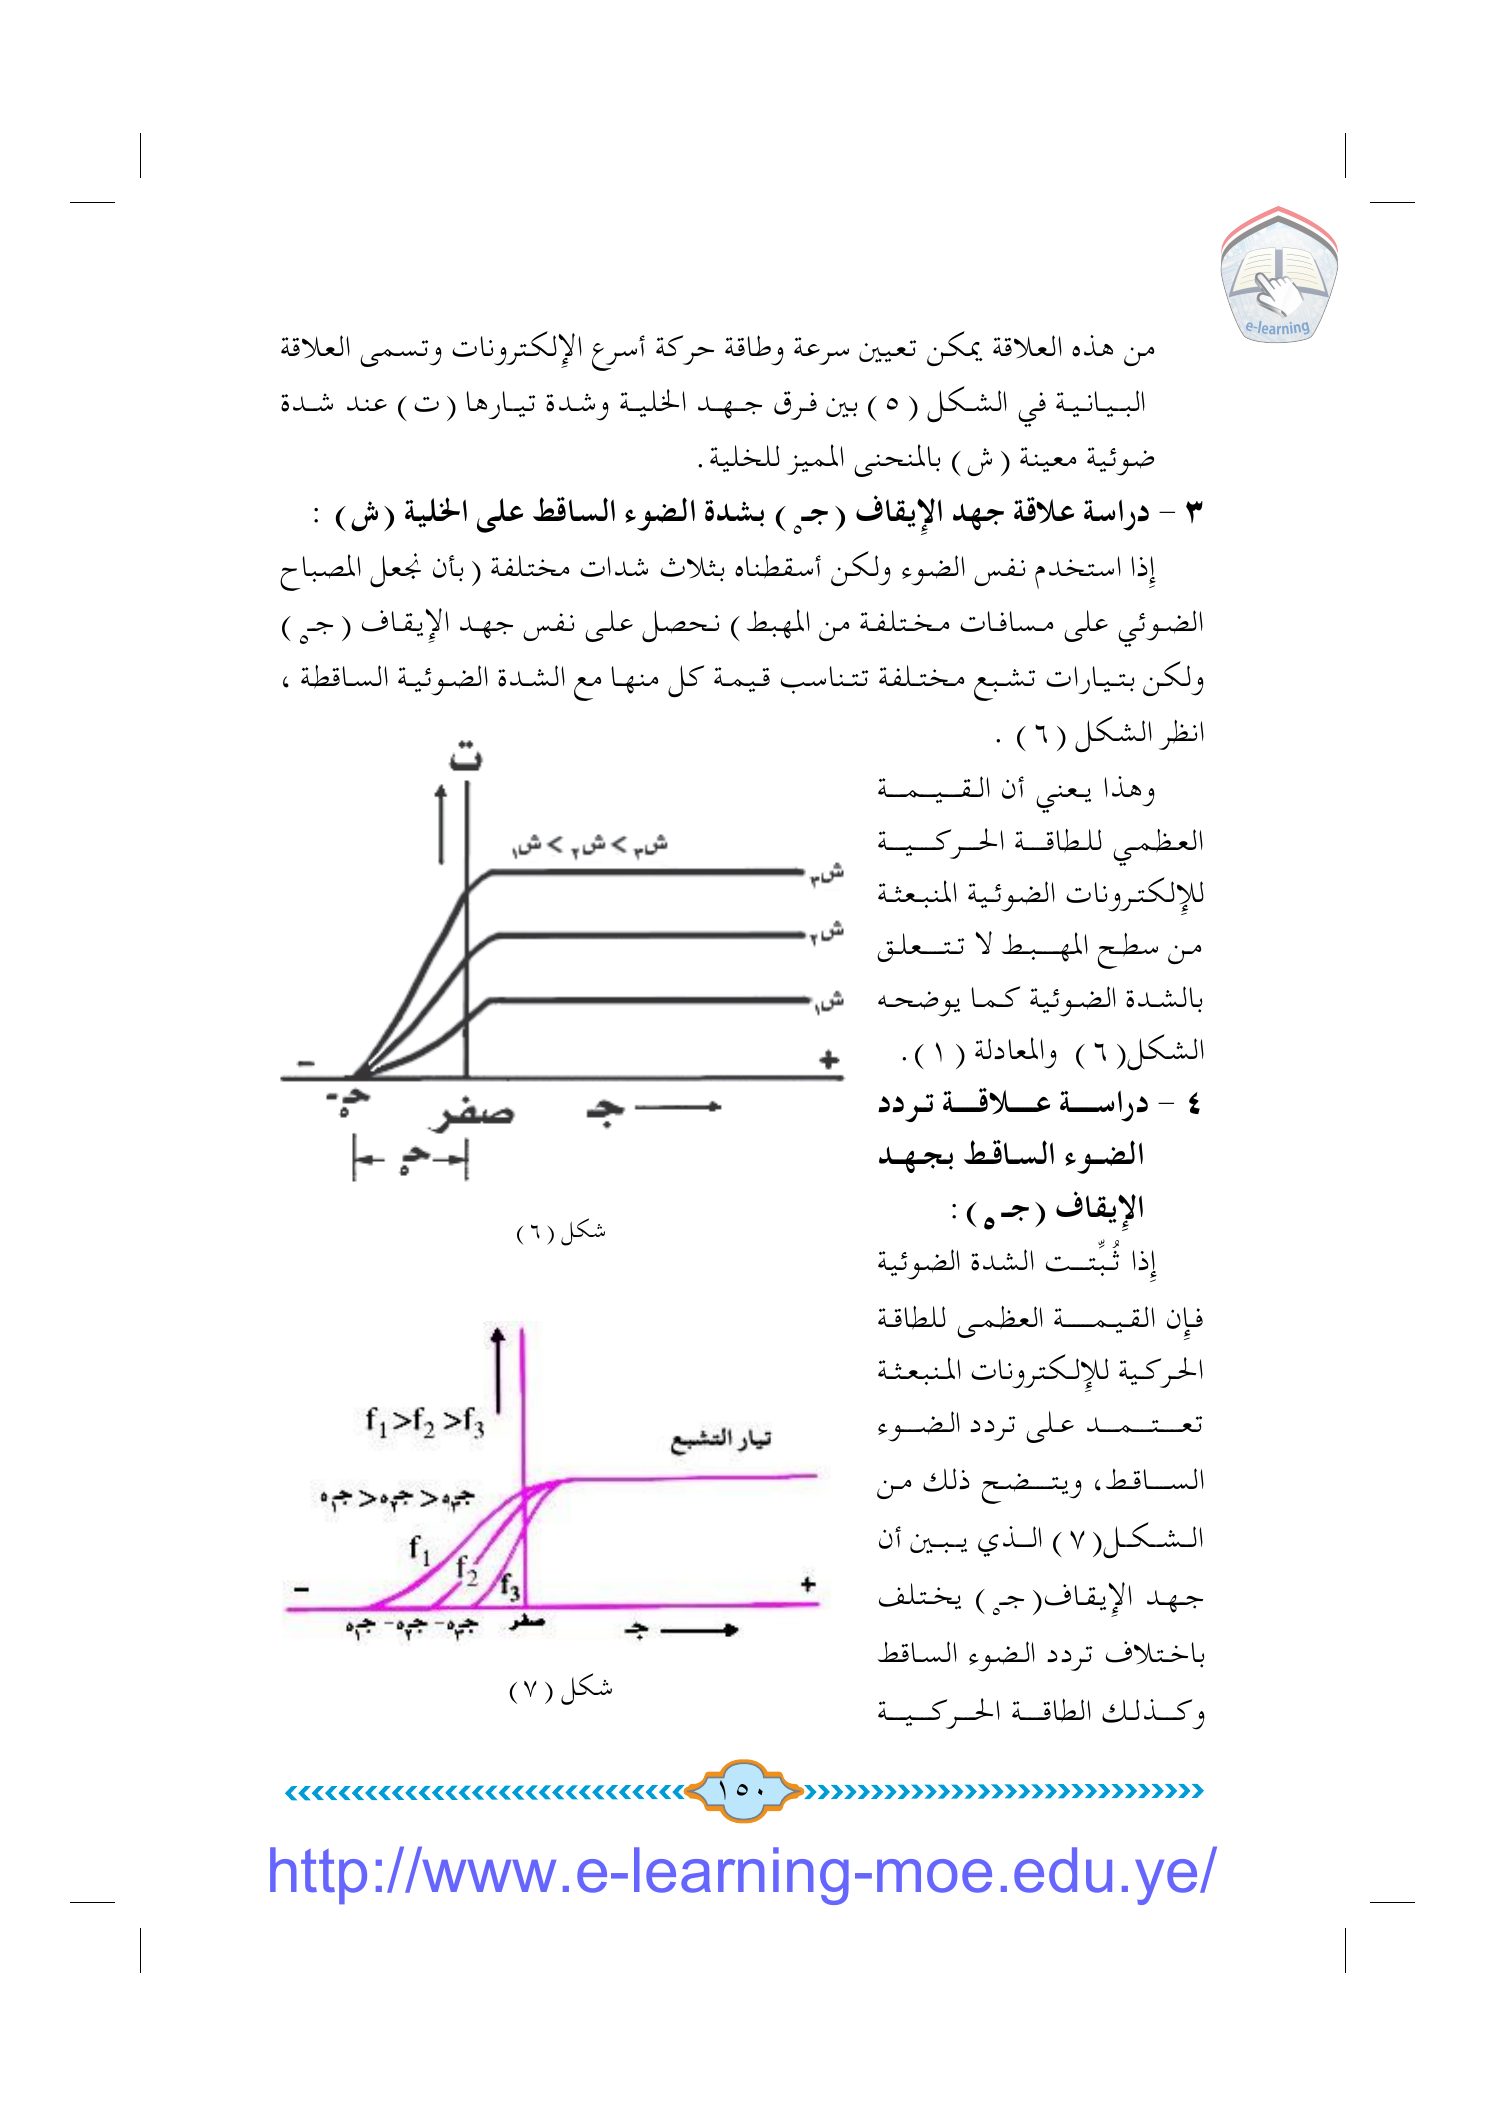 e-learning
من هذه العلاقة يمكن تعيين سرعة وطاقة حركة أسرع الإلكترونات وتسمى العلاقة
البيانية في الشكل (٥) بين فرق جهد الخلية وشدة تيارها (ت) عند شدة
ضوئية معينة (ش) بالمنحنى المميز للخلية.
٣ – دراسة علاقة جهد الإيقاف (جـه) بشدة الضوء الساقط على الخلية (ش) :
إذا استخدم نفس الضوء ولكن أسقطناه بثلاث شدات مختلفة (بأن نجعل المصباح
الضوئي على مسافات مختلفة من المهبط) نحصل على نفس جهد الإيقاف (جـه)
ولكن بتيارات تشبع مختلفة تتناسب قيمة كل منها مع الشدة الضوئية الساقطة ،
انظر الشكل (٦) .
وهذا يعني أن القيمة
العظمي للطاقة الحركية
للإلكترونات الضوئية المنبعثة
من سطح المهبط لا تتعلق
بالشدة الضوئية كما يوضحه
الشكل(٦) والمعادلة (١).
٤ – دراسة علاقة تردد
الضوء الساقط بجهد
الإيقاف (جـه) :
إذا ثُبِّتت الشدة الضوئية
فإن القيمة العظمى للطاقة
الحركية للإلكترونات المنبعثة
تعتمد على تردد الضوء
الساقط، ويتضح ذلك من
الشكل(٧) الذي يبين أن
جهد الإيقاف(جـه) يختلف
باختلاف تردد الضوء الساقط
وكذلك الطاقة الحركية
ت
ش٣ > ش٢ > ش١
ش٣
ش٢
ش١
– +
-جـه صفر جـ
جـه
شكل (٦)
f1>f2>f3
تيار التشبع
جـ٣ه < جـ٢ه < جـ١ه
f1
f2
f3
– +
-جـ١ه -جـ٢ه -جـ٣ه صفر
جـ
شكل (٧)
١٥٠
http://www.e-learning-moe.edu.ye/